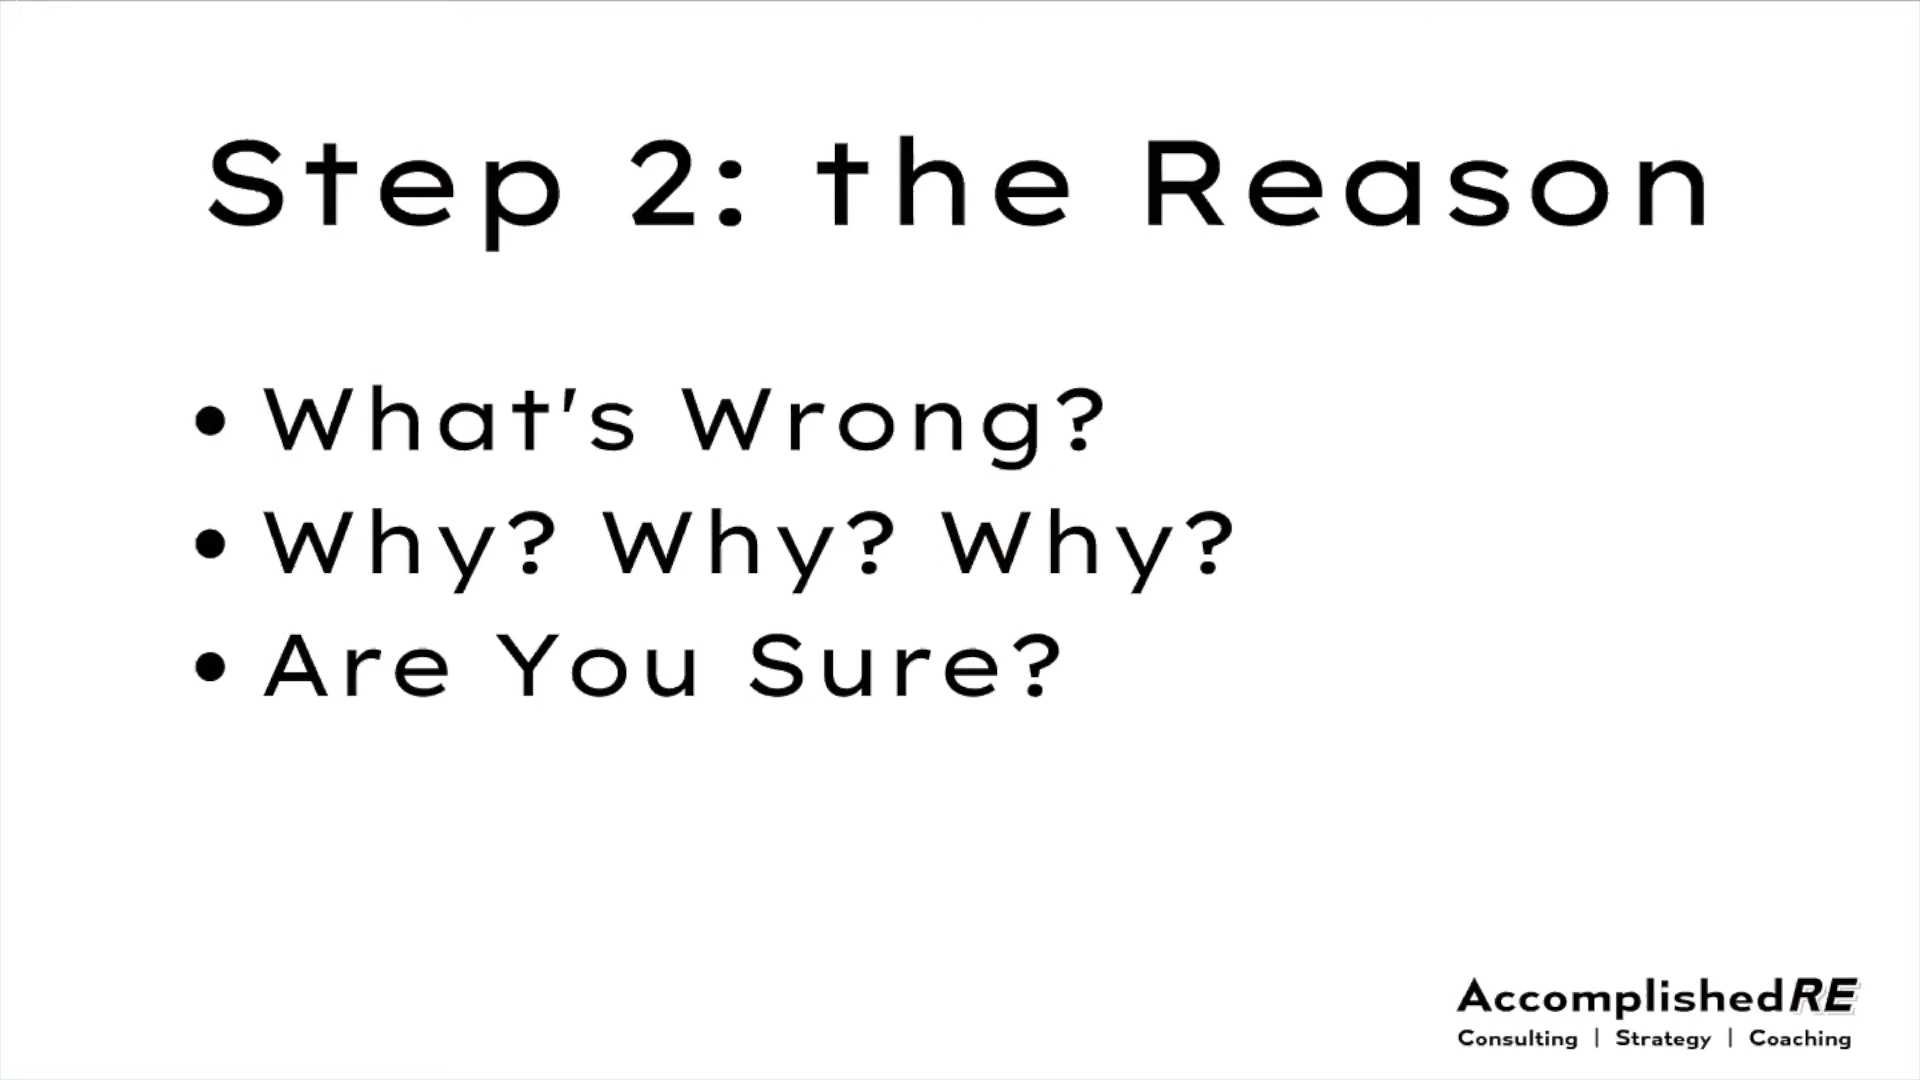 Step 2: the Reason
• What's Wrong?
• Why? Why? Why?
• Are You Sure?
AccomplishedRE
Consulting | Strategy | Coaching